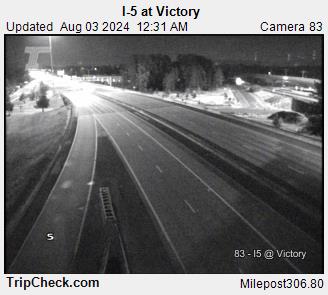 I-5 at Victory
Updated Aug 03 2024 12:31 AM
Camera 83
S
83 - I5 @ Victory
TripCheck.com
Milepost306.80